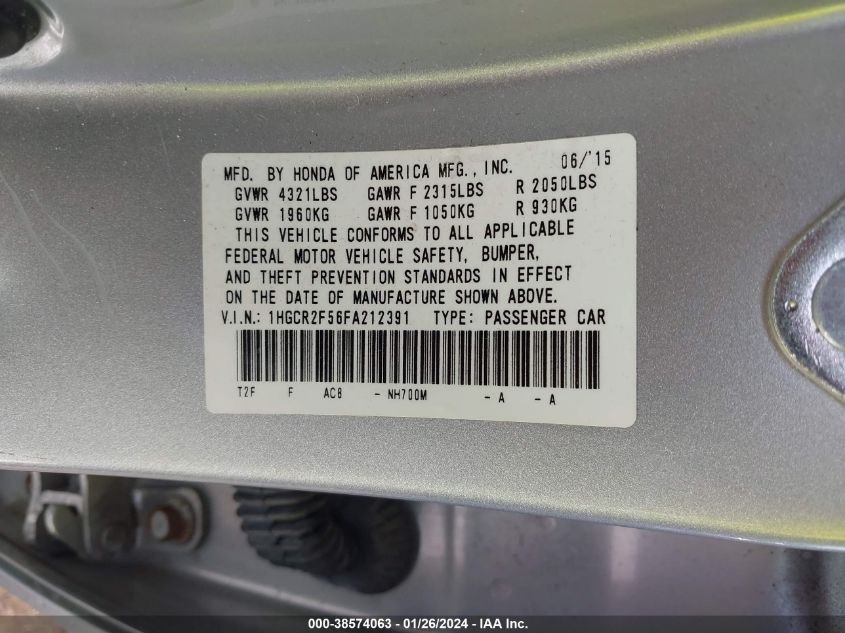 MFD. BY HONDA OF AMERICA MFG., INC. 06/'15
GVWR 4321LBS GAWR F 2315LBS R 2050LBS
GVWR 1960KG GAWR F 1050KG R 930KG
THIS VEHICLE CONFORMS TO ALL APPLICABLE
FEDERAL MOTOR VEHICLE SAFETY, BUMPER,
AND THEFT PREVENTION STANDARDS IN EFFECT
ON THE DATE OF MANUFACTURE SHOWN ABOVE.
V.I.N.: 1HGCR2F56FA212391 TYPE: PASSENGER CAR
T2F F AC8 - NH700M - A - A
000-38574063 - 01/26/2024 - IAA Inc.